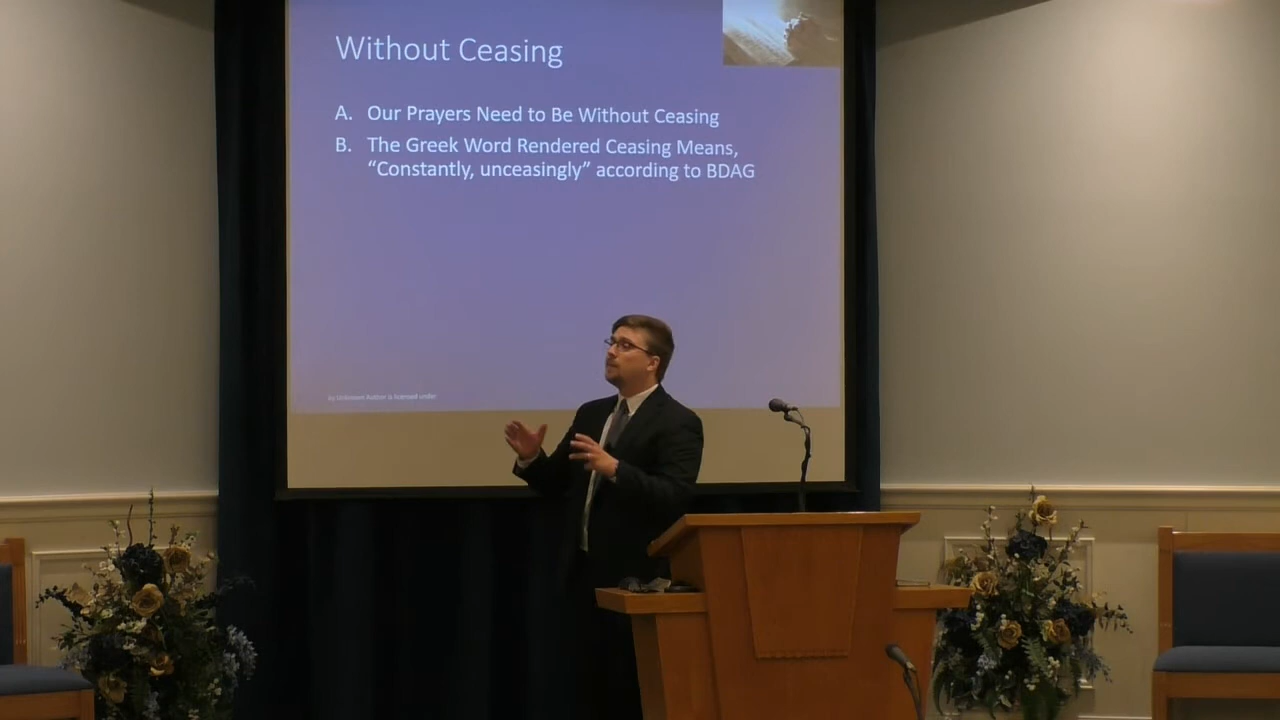 Without Ceasing
A. Our Prayers Need to Be Without Ceasing
B. The Greek Word Rendered Ceasing Means,
“Constantly, unceasingly” according to BDAG
by Unknown Author is licensed under